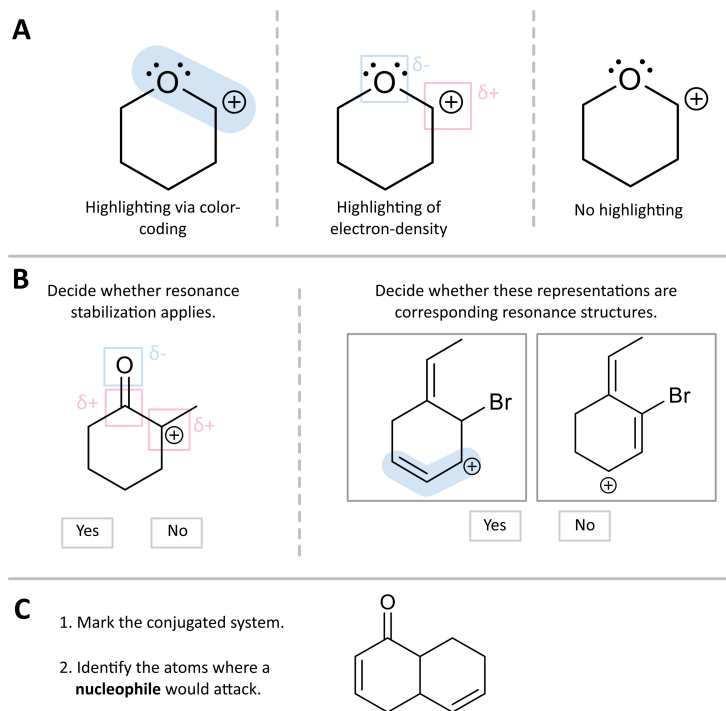 A
O
δ-
O
δ+
O
Highlighting via color-
coding
Highlighting of
electron-density
No highlighting
B
Decide whether resonance
stabilization applies.
Decide whether these representations are
corresponding resonance structures.
O
δ-
δ+
δ+
Br
Br
Yes
No
Yes
No
C
O
1. Mark the conjugated system.
2. Identify the atoms where a
nucleophile would attack.